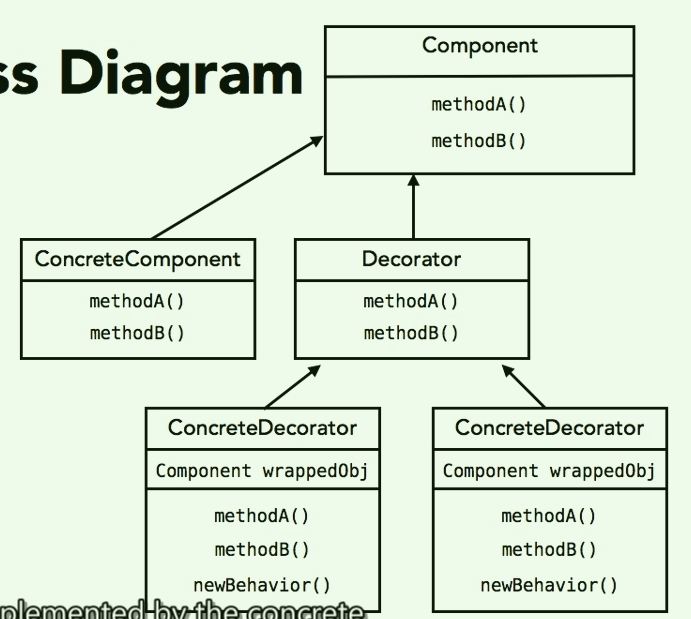 ss Diagram
Component
methodA()
methodB()
ConcreteComponent
methodA()
methodB()
Decorator
methodA()
methodB()
ConcreteDecorator
Component wrappedObj
methodA()
methodB()
newBehavior()
ConcreteDecorator
Component wrappedObj
methodA()
methodB()
newBehavior()
plemented by the concrete